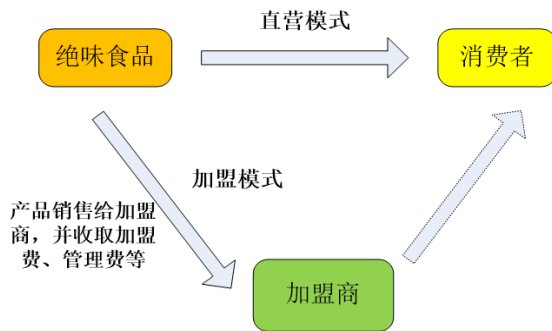 直营模式
绝味食品
消费者
加盟模式
产品销售给加盟
商，并收取加盟
费、管理费等
加盟商